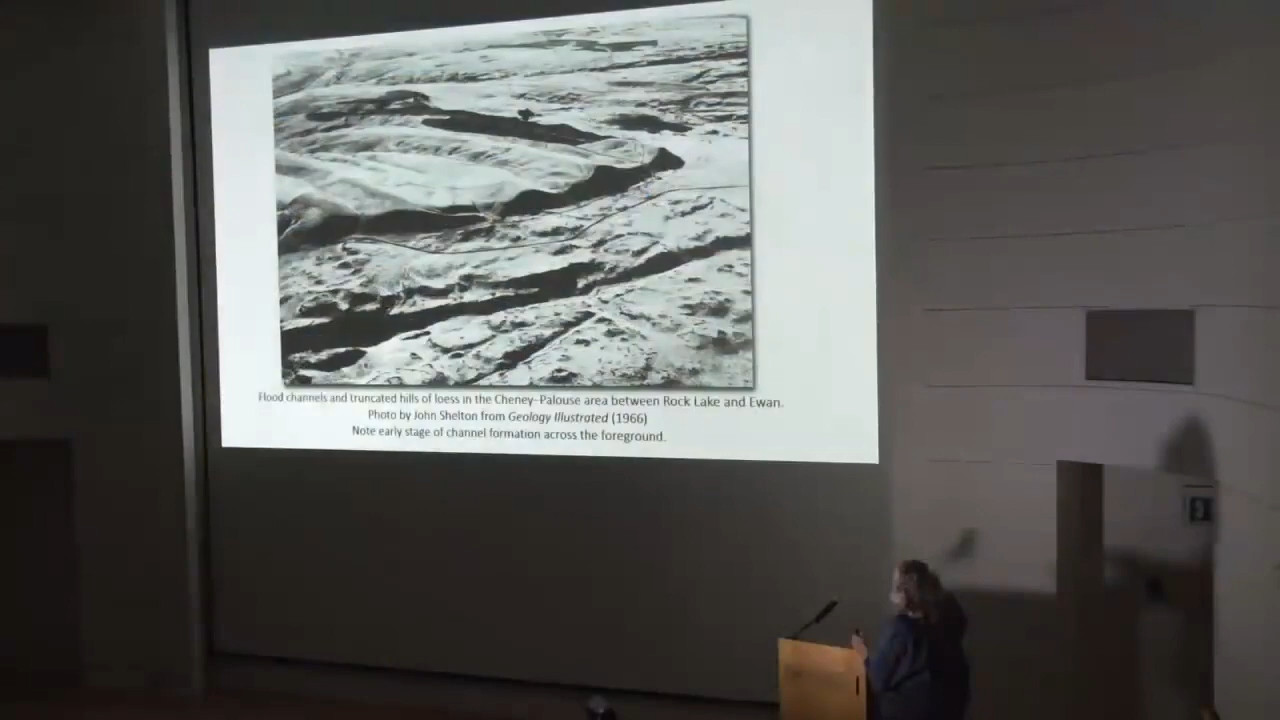 Flood channels and truncated hills of loess in the Cheney–Palouse area between Rock Lake and Ewan.
Photo by John Shelton from Geology Illustrated (1966)
Note early stage of channel formation across the foreground.